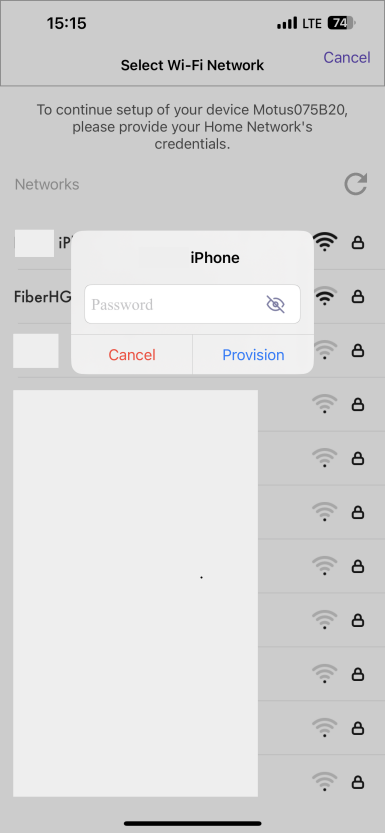 15:15
LTE 74
Select Wi-Fi Network
Cancel
To continue setup of your device Motus075B20,
please provide your Home Network's
credentials.
Networks
iPhone
Password
Cancel
Provision
FiberHG